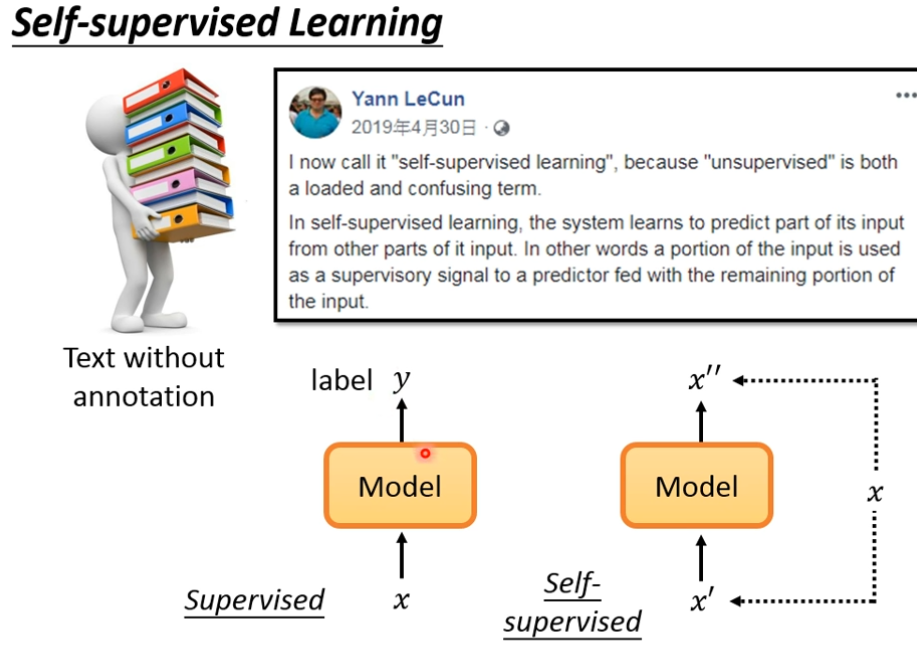 Self-supervised Learning
Yann LeCun
2019年4月30日 ·
I now call it "self-supervised learning", because "unsupervised" is both
a loaded and confusing term.
In self-supervised learning, the system learns to predict part of its input
from other parts of it input. In other words a portion of the input is used
as a supervisory signal to a predictor fed with the remaining portion of
the input.
Text without
annotation
label y
Model
x
Supervised
x′′
Model
x
x′
Self-
supervised